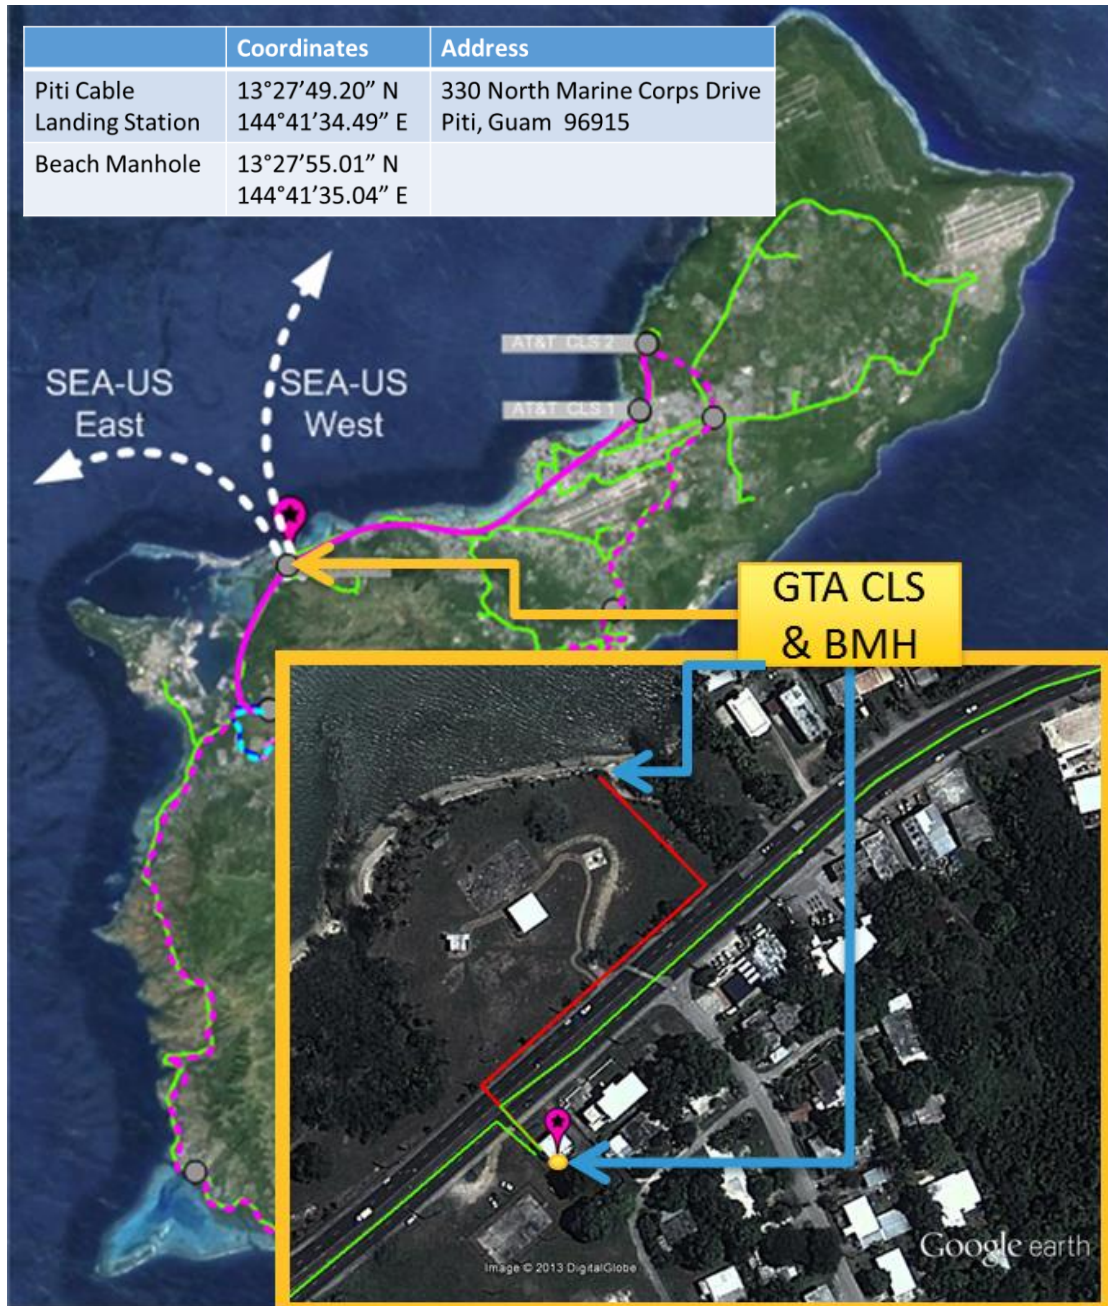 Coordinates Address
Piti Cable
Landing Station
13°27’49.20” N
144°41’34.49” E
330 North Marine Corps Drive
Piti, Guam  96915
Beach Manhole
13°27’55.01” N
144°41’35.04” E
SEA-US
East
SEA-US
West
AT&T CLS 2
AT&T CLS 1
GTA CLS
& BMH
Google earth
Image © 2013 DigitalGlobe